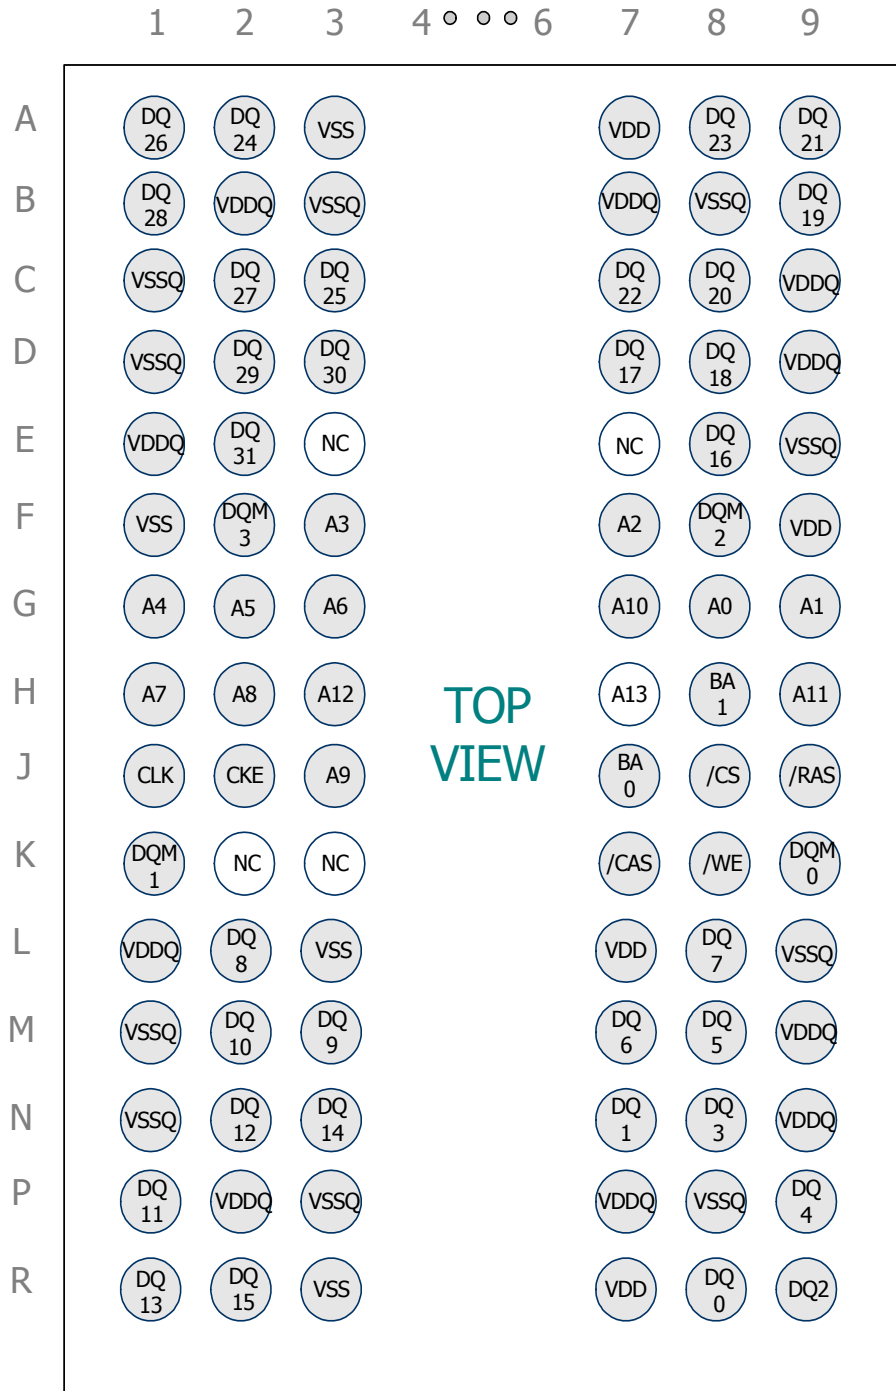 1 2 3 4 6 7 8 9
A DQ 26 DQ 24 VSS VDD DQ 23 DQ 21
B DQ 28 VDDQ VSSQ VDDQ VSSQ DQ 19
C VSSQ DQ 27 DQ 25 DQ 22 DQ 20 VDDQ
D VSSQ DQ 29 DQ 30 DQ 17 DQ 18 VDDQ
E VDDQ DQ 31 NC NC DQ 16 VSSQ
F VSS DQM 3 A3 A2 DQM 2 VDD
G A4 A5 A6 A10 A0 A1
H A7 A8 A12 A13 BA 1 A11
TOP
VIEW
J CLK CKE A9 BA 0 /CS /RAS
K DQM 1 NC NC /CAS /WE DQM 0
L VDDQ DQ 8 VSS VDD DQ 7 VSSQ
M VSSQ DQ 10 DQ 9 DQ 6 DQ 5 VDDQ
N VSSQ DQ 12 DQ 14 DQ 1 DQ 3 VDDQ
P DQ 11 VDDQ VSSQ VDDQ VSSQ DQ 4
R DQ 13 DQ 15 VSS VDD DQ 0 DQ2